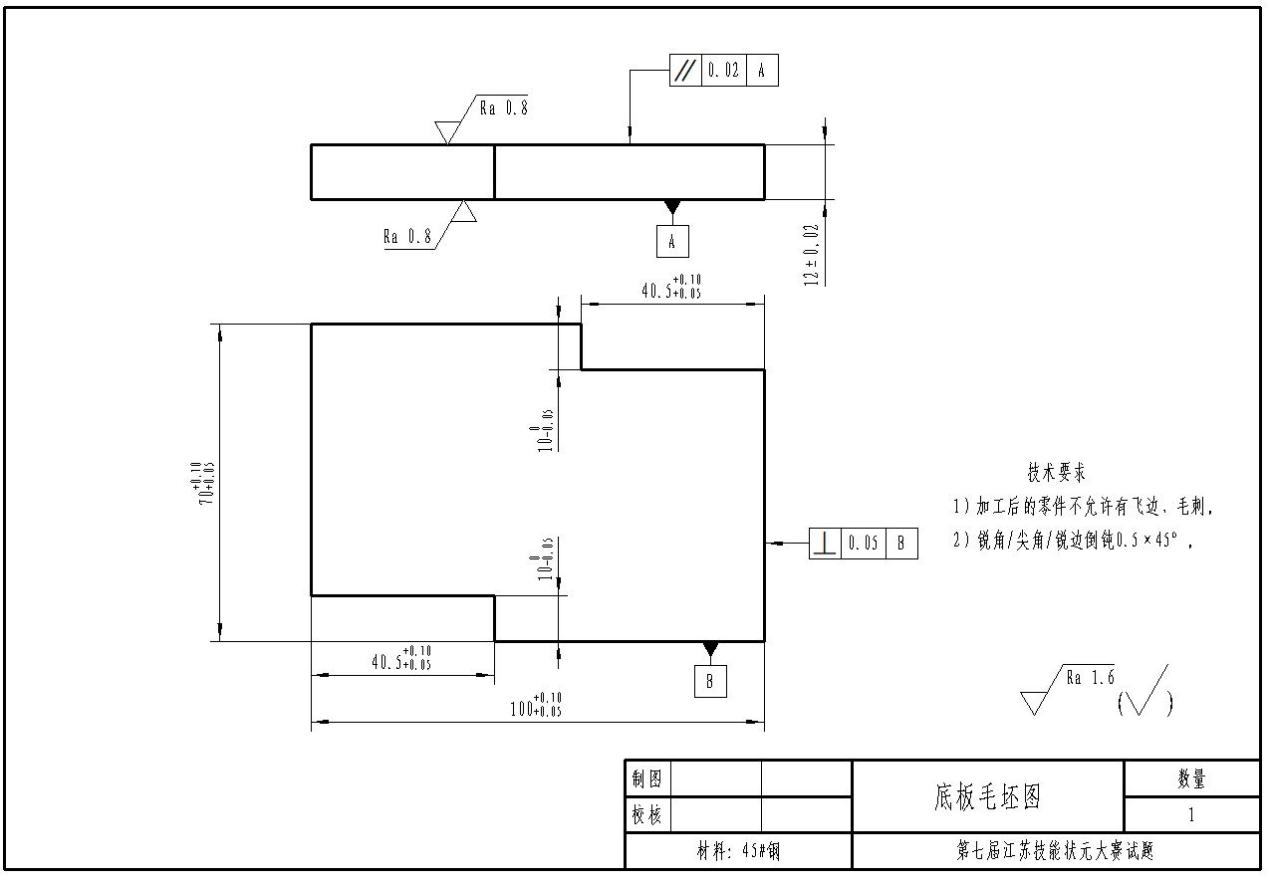 // 0.02 A
Ra 0.8
Ra 0.8
A
12±0.02
40.5+0.10+0.05
10 0-0.05
70+0.10+0.05
技术要求
1）加工后的零件不允许有飞边、毛刺。
2）锐角/尖角/锐边倒钝0.5×45°。
⊥ 0.05 B
10 0-0.05
40.5+0.10+0.05
B
Ra 1.6 (√)
100+0.10+0.05
制图
底板毛坯图
数量
校核
1
材料：45#钢
第七届江苏技能状元大赛试题